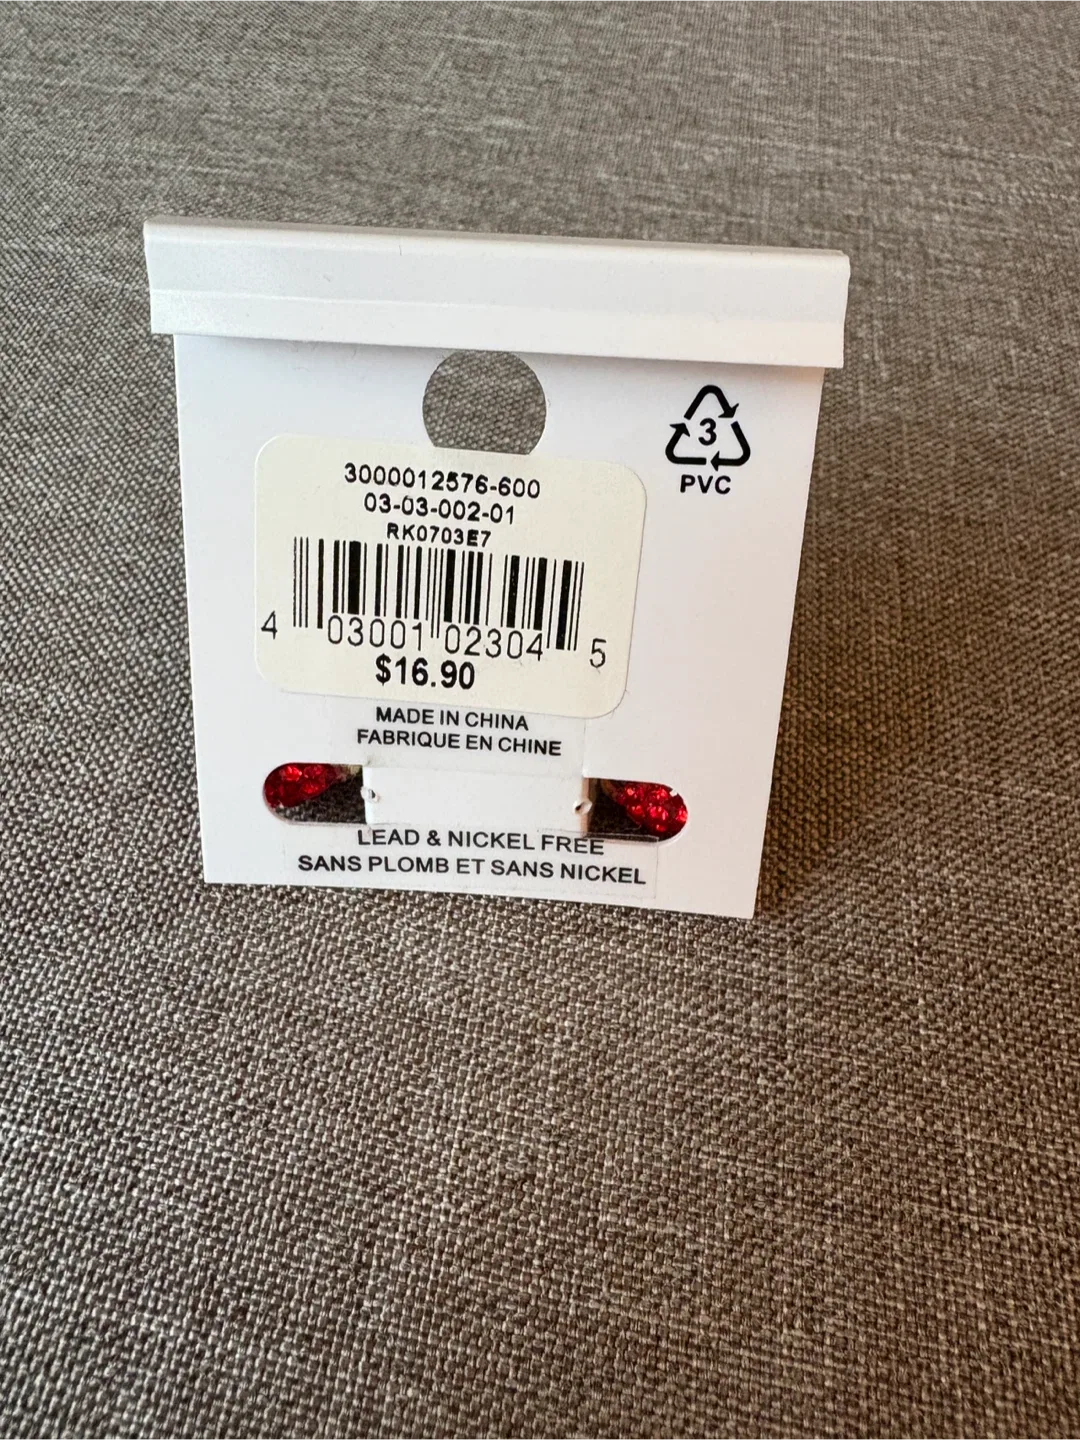 3
PVC
3000012576-600
03-03-002-01
RK0703E7
4 03001 02304 5
$16.90
MADE IN CHINA
FABRIQUE EN CHINE
LEAD & NICKEL FREE
SANS PLOMB ET SANS NICKEL